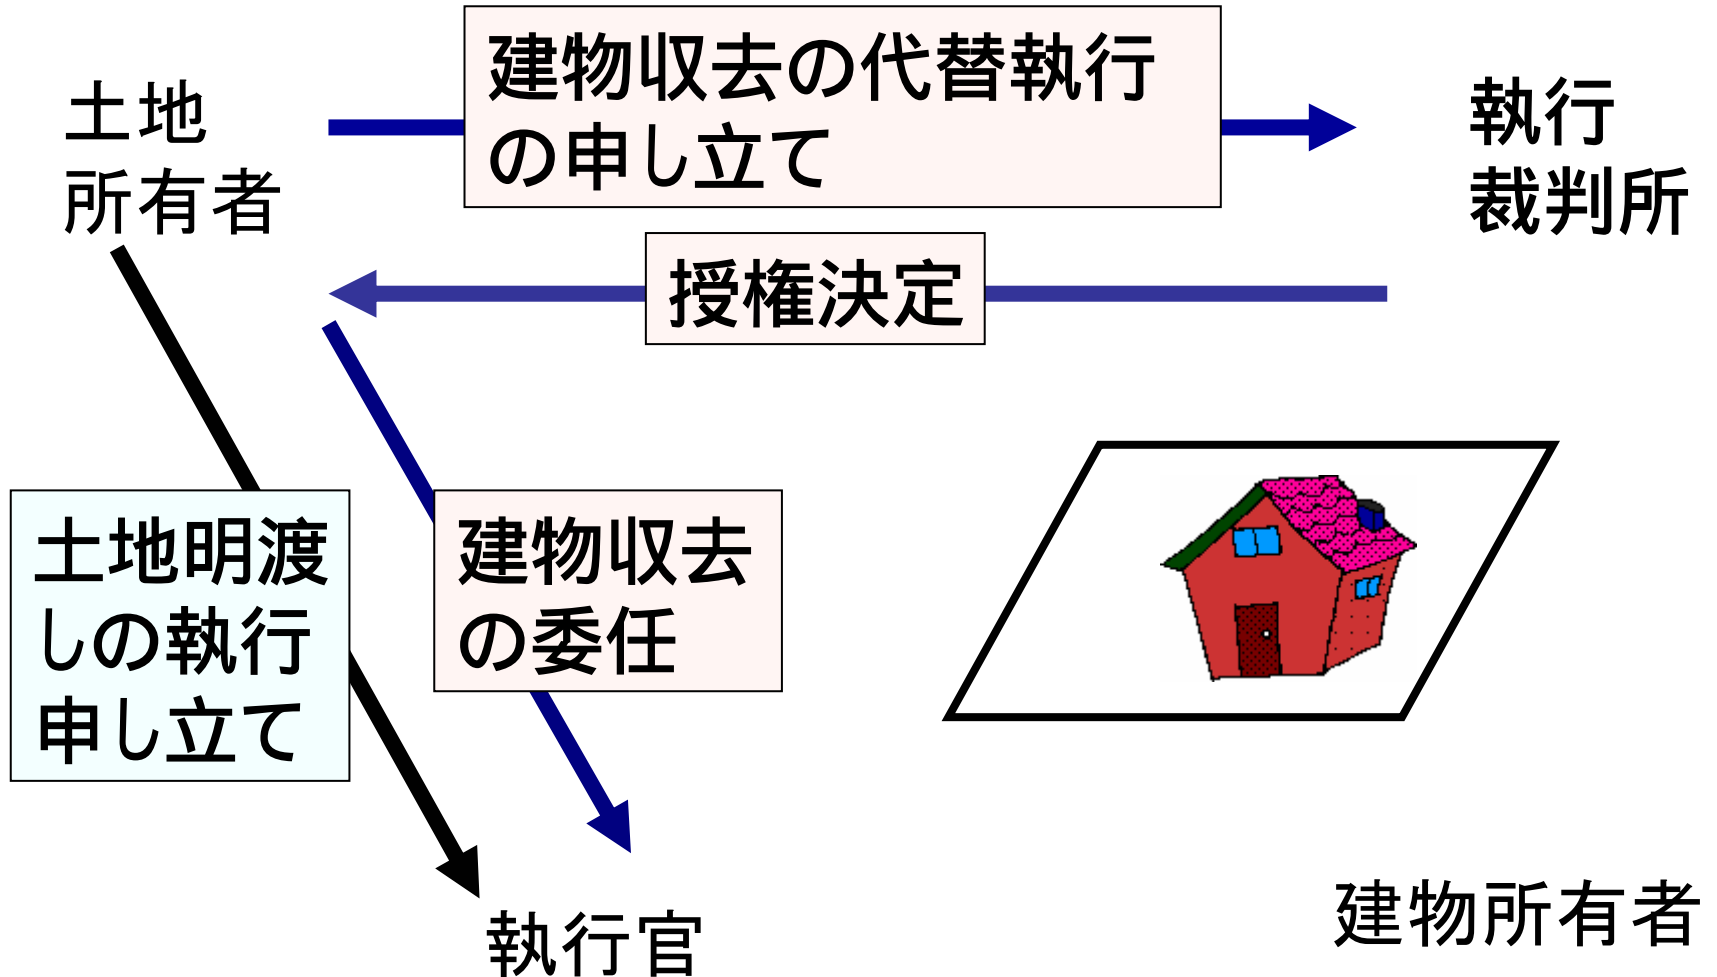 建物収去の代替執行
の申し立て
土地
所有者
執行
裁判所
授権決定
土地明渡
しの執行
申し立て
建物収去
の委任
執行官
建物所有者